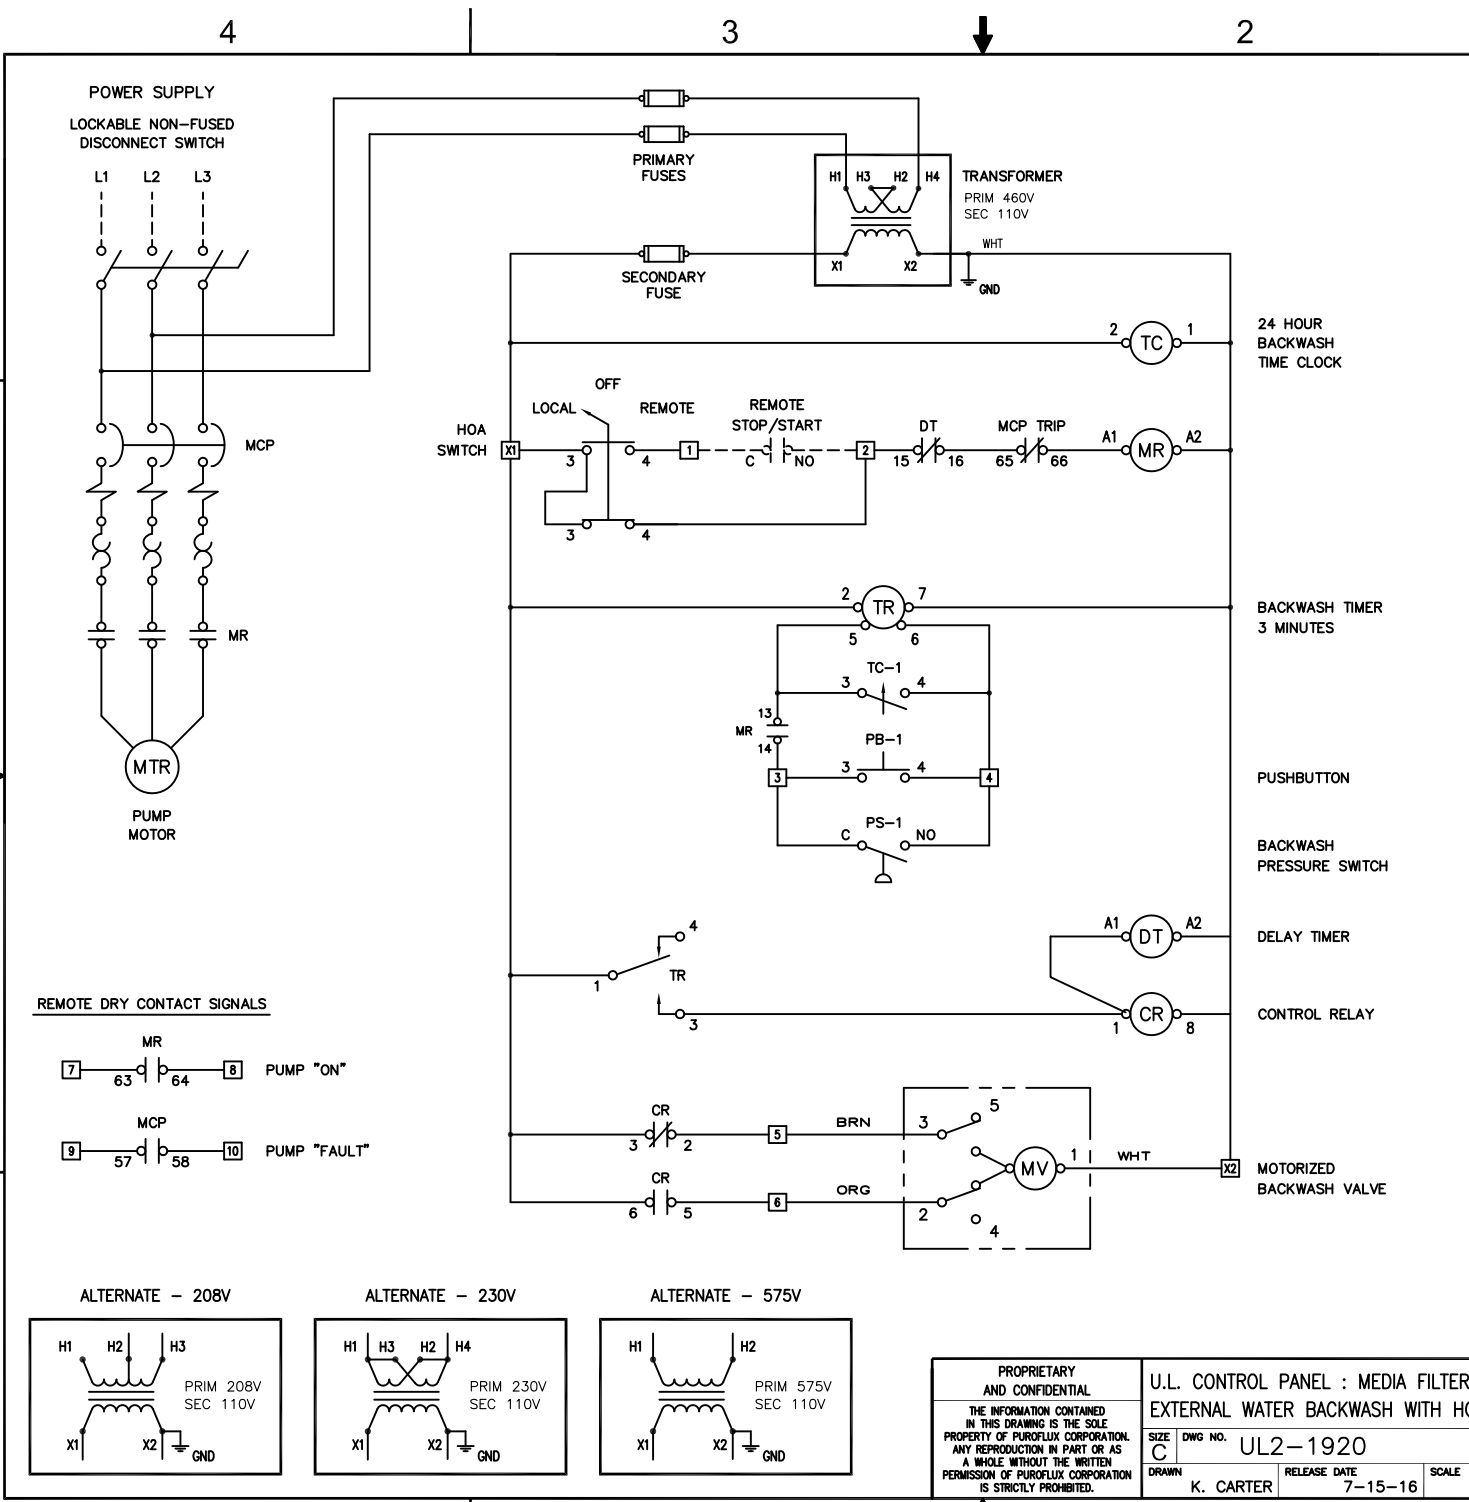 4
3
2
POWER SUPPLY
LOCKABLE NON-FUSED
DISCONNECT SWITCH
L1 L2 L3
PRIMARY
FUSES
H1 H3 H2 H4
TRANSFORMER
PRIM 460V
SEC 110V
WHT
X1 X2
GND
SECONDARY
FUSE
2 TC 1
24 HOUR
BACKWASH
TIME CLOCK
MCP
OFF
LOCAL REMOTE
REMOTE
STOP/START
HOA
SWITCH
X1
3 4
1
C NO
2
DT
15 16
MCP TRIP
65 66
A1 MR A2
3 4
MR
MTR
PUMP
MOTOR
2 TR 7
5 6
BACKWASH TIMER
3 MINUTES
TC-1
3 4
13
MR
14
PB-1
3 3 4 4
PUSHBUTTON
PS-1
C NO
BACKWASH
PRESSURE SWITCH
4
1 TR
3
A1 DT A2
DELAY TIMER
1 CR 8
CONTROL RELAY
REMOTE DRY CONTACT SIGNALS
MR
7 63 64 8 PUMP "ON"
MCP
9 57 58 10 PUMP "FAULT"
CR
3 2
5
BRN
3 5
MV 1
WHT
X2
MOTORIZED
BACKWASH VALVE
CR
6 5
6
ORG
2 4
ALTERNATE - 208V
H1 H2 H3
PRIM 208V
SEC 110V
X1 X2
GND
ALTERNATE - 230V
H1 H3 H2 H4
PRIM 230V
SEC 110V
X1 X2
GND
ALTERNATE - 575V
H1 H2
PRIM 575V
SEC 110V
X1 X2
GND
PROPRIETARY
AND CONFIDENTIAL
THE INFORMATION CONTAINED
IN THIS DRAWING IS THE SOLE
PROPERTY OF PUROFLUX CORPORATION.
ANY REPRODUCTION IN PART OR AS
A WHOLE WITHOUT THE WRITTEN
PERMISSION OF PUROFLUX CORPORATION
IS STRICTLY PROHIBITED.
U.L. CONTROL PANEL : MEDIA FILTER
EXTERNAL WATER BACKWASH WITH HO
SIZE
C
DWG NO. UL2-1920
DRAWN
K. CARTER
RELEASE DATE
7-15-16
SCALE